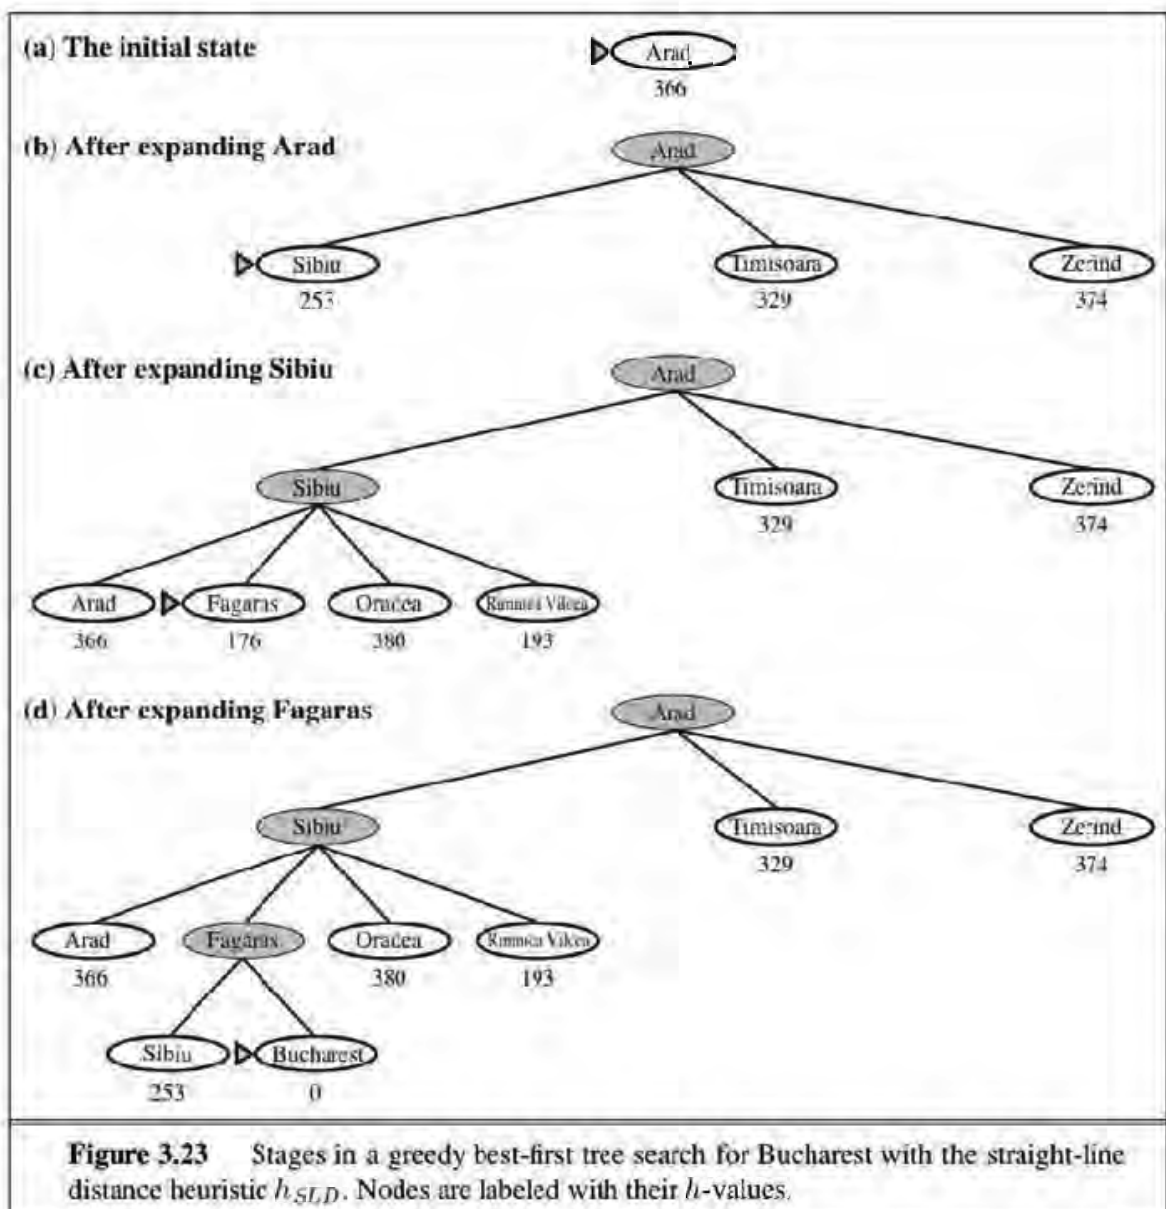 (a) The initial state
Arad
366
(b) After expanding Arad
Arad
Sibiu
Timisoara
Zerind
253
329
374
(c) After expanding Sibiu
Arad
Sibiu
Timisoara
Zerind
329
374
Arad
Fagaras
Oradea
Rimnicu Vilcea
366
176
380
193
(d) After expanding Fagaras
Arad
Sibiu
Timisoara
Zerind
329
374
Arad
Fagaras
Oradea
Rimnicu Vilcea
366
380
193
Sibiu
Bucharest
253
0
Figure 3.23 Stages in a greedy best-first tree search for Bucharest with the straight-line
distance heuristic hSLD. Nodes are labeled with their h-values.